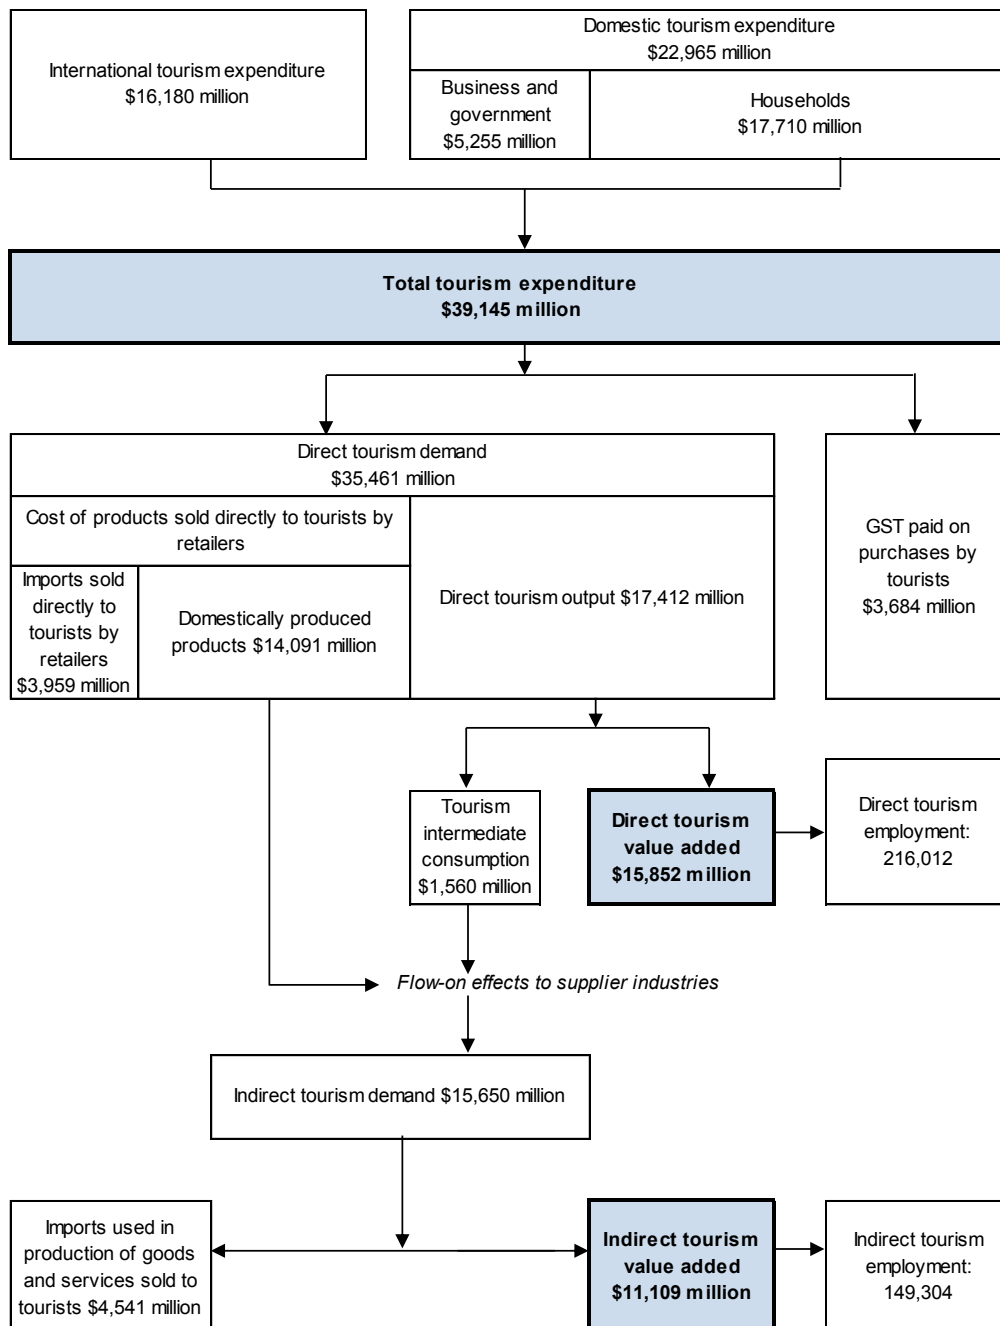 International tourism expenditure
$16,180 million
Domestic tourism expenditure
$22,965 million
Business and
government
$5,255 million
Households
$17,710 million
Total tourism expenditure
$39,145 million
Direct tourism demand
$35,461 million
Cost of products sold directly to tourists by
retailers
Imports sold
directly to
tourists by
retailers
$3,959 million
Domestically produced
products $14,091 million
Direct tourism output $17,412 million
GST paid on
purchases by
tourists
$3,684 million
Tourism
intermediate
consumption
$1,560 million
Direct tourism
value added
$15,852 million
Direct tourism
employment:
216,012
Flow-on effects to supplier industries
Indirect tourism demand $15,650 million
Imports used in
production of goods
and services sold to
tourists $4,541 million
Indirect tourism
value added
$11,109 million
Indirect tourism
employment:
149,304